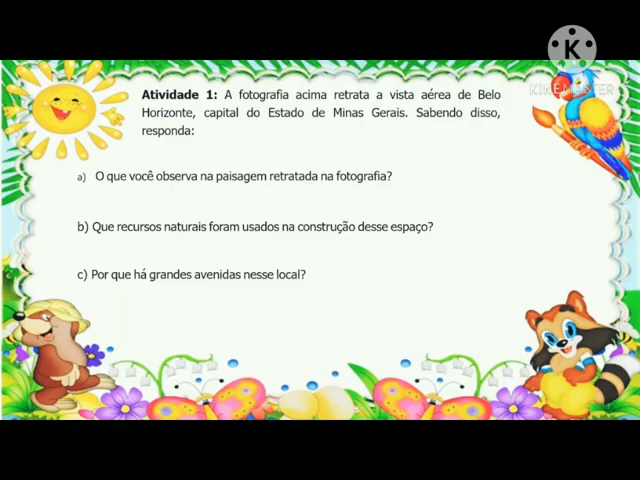 K
KINEMASTER
Atividade 1: A fotografia acima retrata a vista aérea de Belo
Horizonte, capital do Estado de Minas Gerais. Sabendo disso,
responda:
a) O que você observa na paisagem retratada na fotografia?
b) Que recursos naturais foram usados na construção desse espaço?
c) Por que há grandes avenidas nesse local?